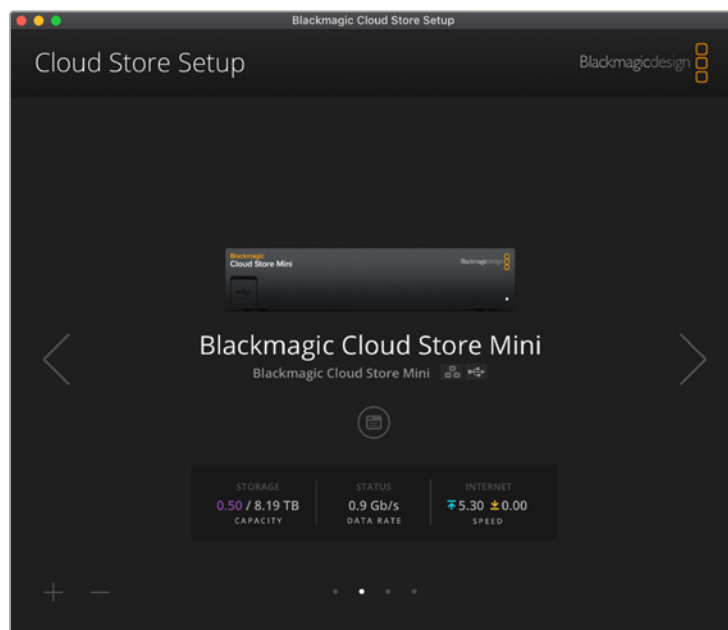 Blackmagic Cloud Store Setup
Cloud Store Setup
Blackmagicdesign
Blackmagic
Cloud Store Mini
Blackmagicdesign
Blackmagic Cloud Store Mini
Blackmagic Cloud Store Mini
STORAGE
0.50 / 8.19 TB
CAPACITY
STATUS
0.9 Gb/s
DATA RATE
INTERNET
5.30 0.00
SPEED